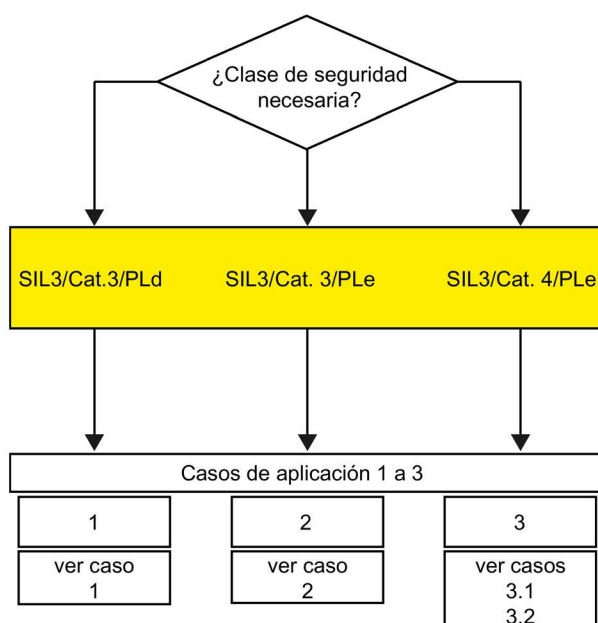 ¿Clase de seguridad
necesaria?
SIL3/Cat.3/PLd
SIL3/Cat. 3/PLe
SIL3/Cat. 4/PLe
Casos de aplicación 1 a 3
1
2
3
ver caso
1
ver caso
2
ver casos
3.1
3.2